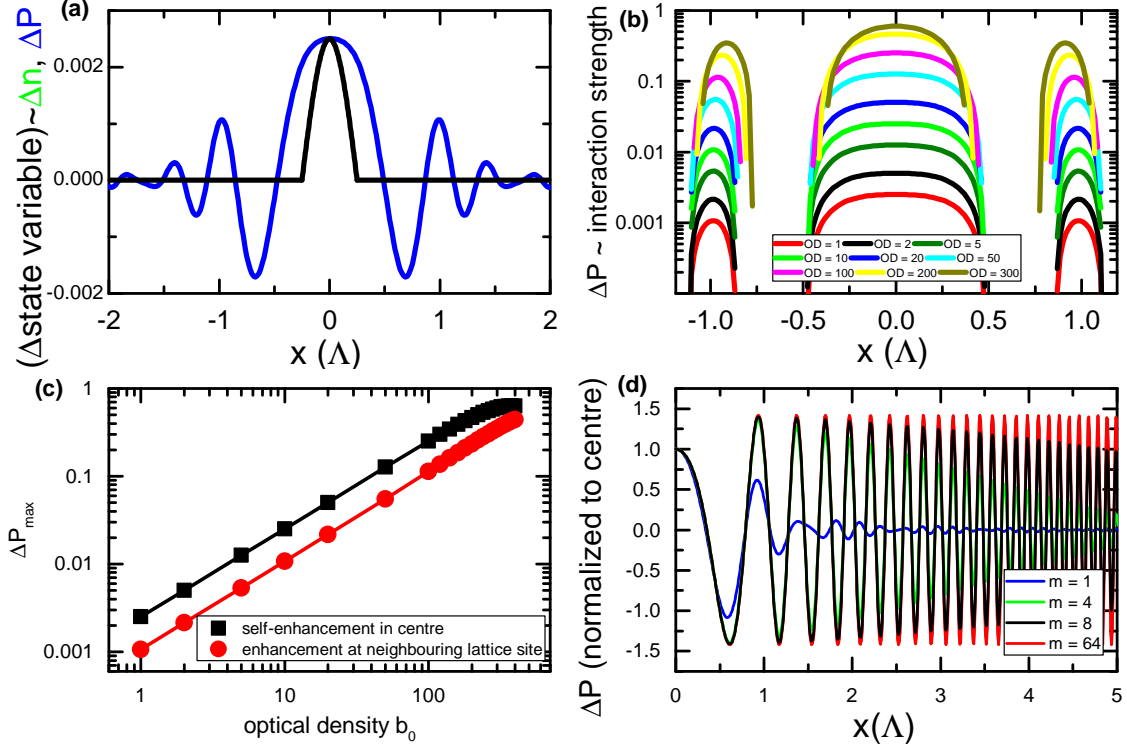 (a)
(Δstate variable)~Δn, ΔP
0.002
0.000
-0.002
-2 -1 0 1 2
x (Λ)
(b)
ΔP ~ interaction strength
1
0.1
0.01
0.001
OD = 1 OD = 2 OD = 5
OD = 10 OD = 20 OD = 50
OD = 100 OD = 200 OD = 300
-1.0 -0.5 0.0 0.5 1.0
x (Λ)
(c)
ΔPmax
1
0.1
0.01
0.001
self-enhancement in centre
enhancement at neighbouring lattice site
1 10 100
optical density b0
(d)
ΔP (normalized to centre)
1.5
1.0
0.5
0.0
-0.5
-1.0
-1.5
m = 1
m = 4
m = 8
m = 64
0 1 2 3 4 5
x(Λ)